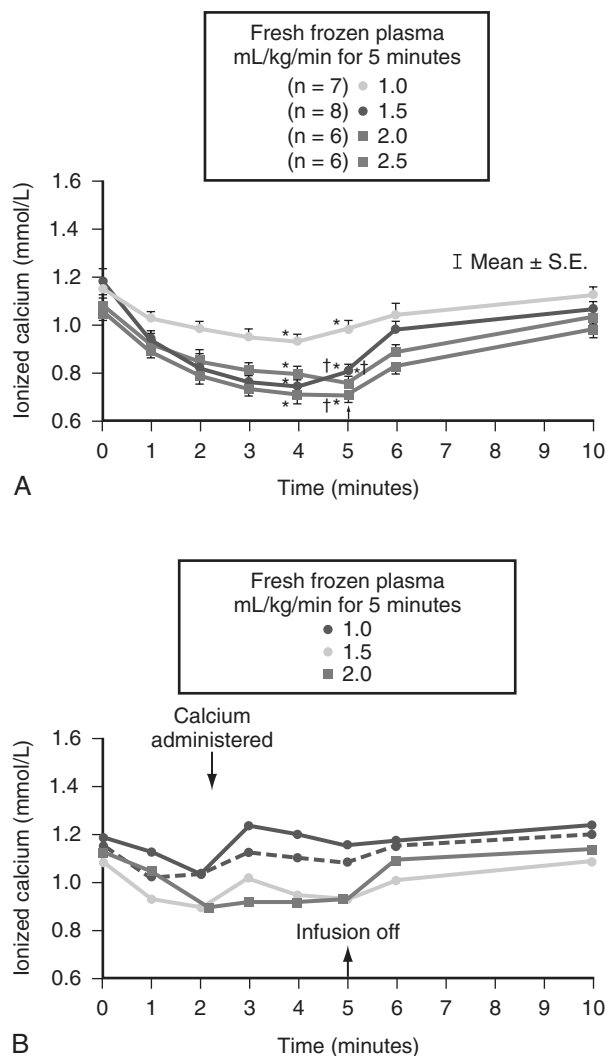 Fresh frozen plasma
mL/kg/min for 5 minutes
(n = 7) 1.0
(n = 8) 1.5
(n = 6) 2.0
(n = 6) 2.5
Ionized calcium (mmol/L)
1.6
1.4
1.2
1.0
0.8
0.6
Mean ± S.E.
* *
* †* *†
* †*
*
0 1 2 3 4 5 6 7 8 9 10
Time (minutes)
A
Fresh frozen plasma
mL/kg/min for 5 minutes
1.0
1.5
2.0
Calcium
administered
Ionized calcium (mmol/L)
1.6
1.4
1.2
1.0
0.8
0.6
Infusion off
0 1 2 3 4 5 6 7 8 9 10
Time (minutes)
B